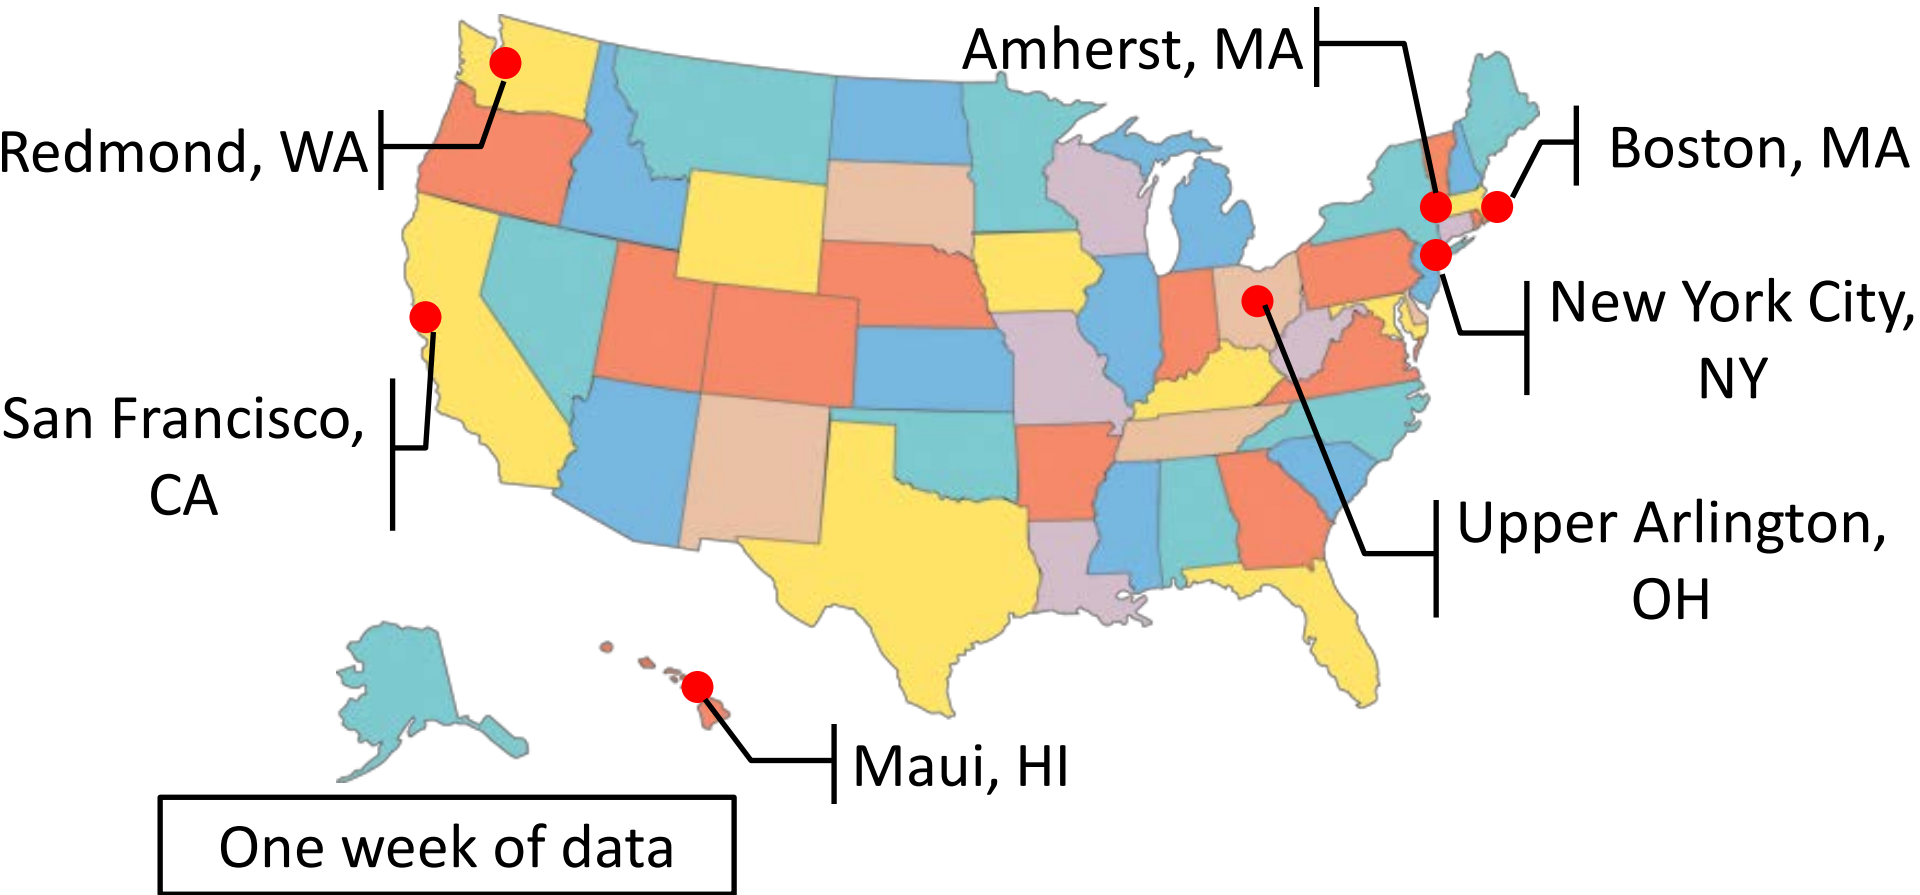 Amherst, MA
Redmond, WA
Boston, MA
New York City,
NY
San Francisco,
CA
Upper Arlington,
OH
Maui, HI
One week of data